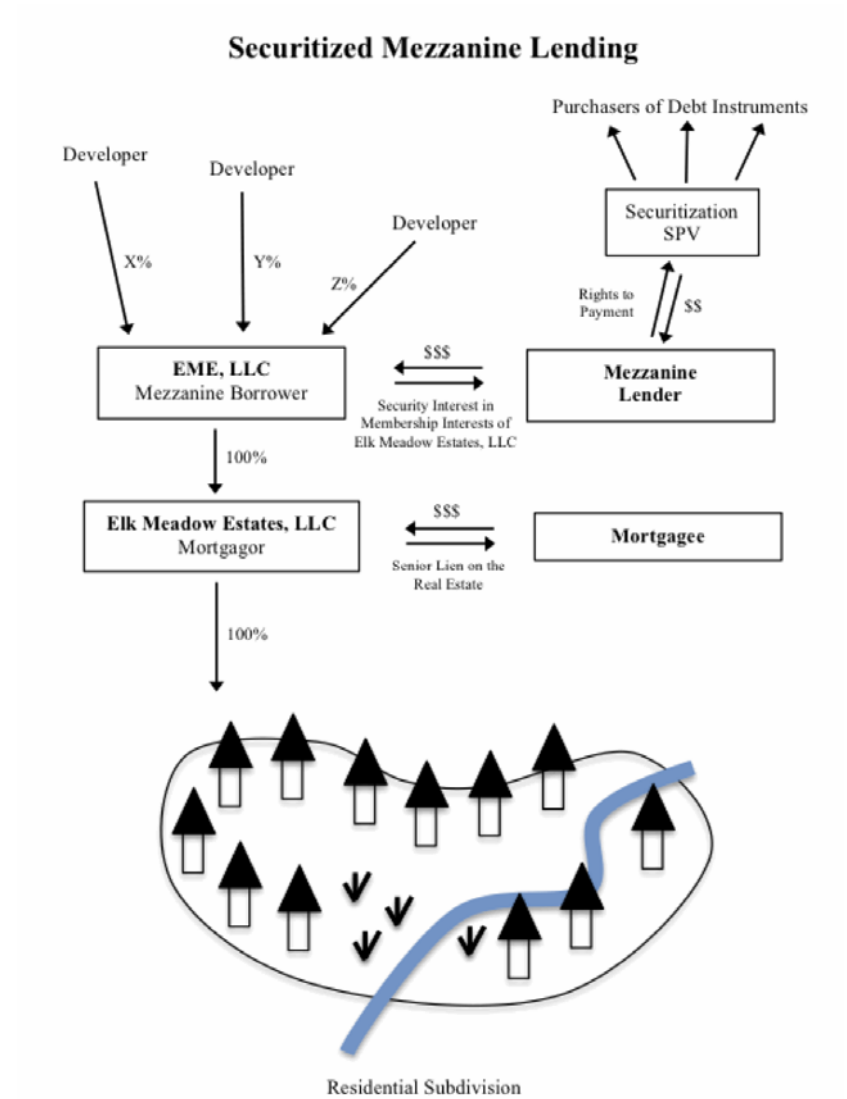 Securitized Mezzanine Lending
Purchasers of Debt Instruments
Developer
Developer
Developer
Securitization
SPV
X%
Y%
Z%
Rights to
Payment
$$
EME, LLC
Mezzanine Borrower
$$$
Security Interest in
Membership Interests of
Elk Meadow Estates, LLC
Mezzanine
Lender
100%
Elk Meadow Estates, LLC
Mortgagor
$$$
Senior Lien on the
Real Estate
Mortgagee
100%
Residential Subdivision